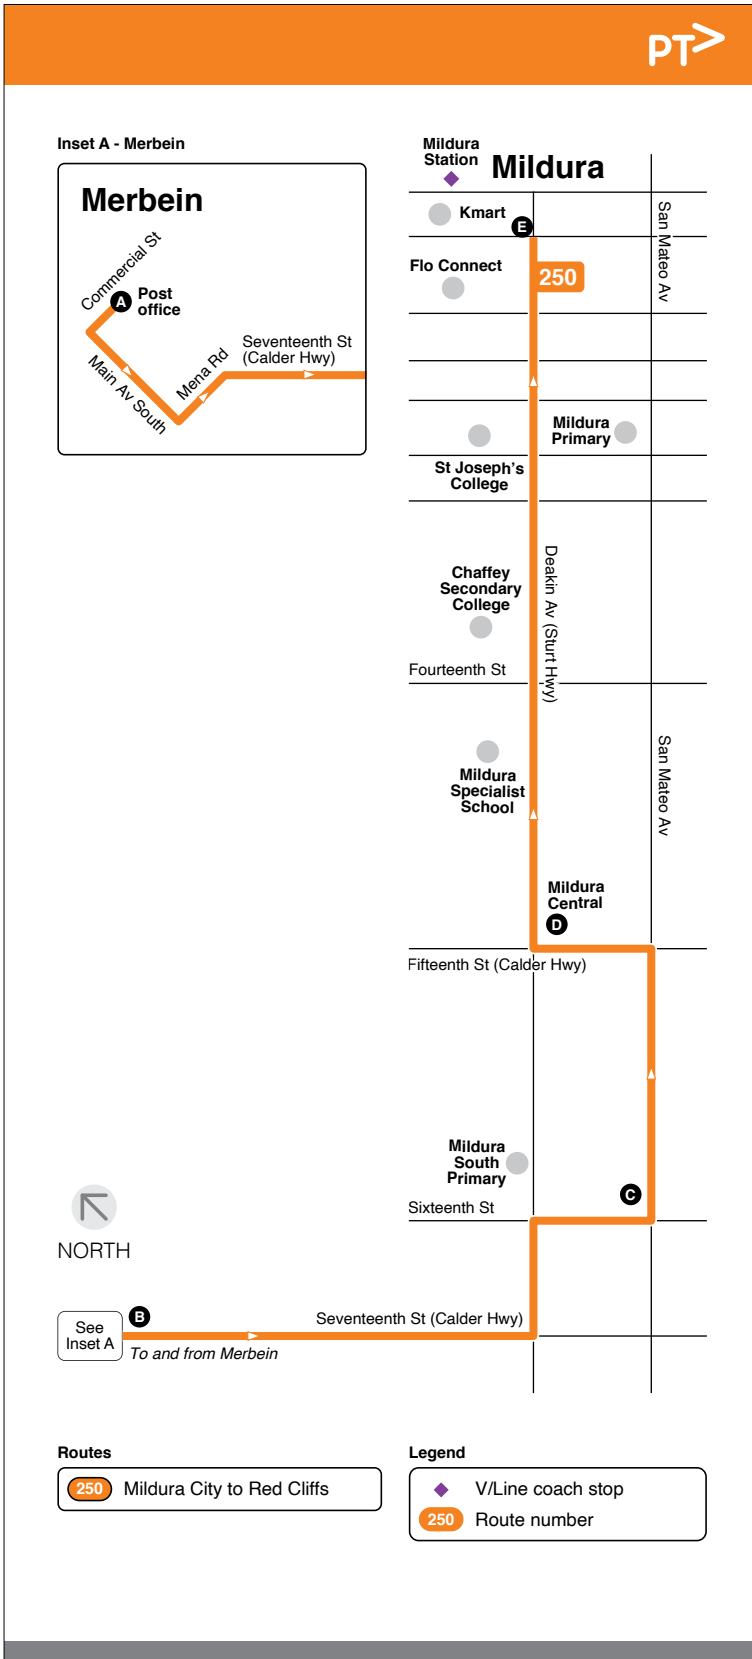 PT>
Inset A - Merbein
Merbein
Commercial St
A
Post
office
Main Av South
Mena Rd
Seventeenth St
(Calder Hwy)
Mildura
Station
Mildura
Kmart
E
San Mateo Av
Flo Connect
250
Mildura
Primary
St Joseph's
College
Deakin Av (Sturt Hwy)
Chaffey
Secondary
College
Fourteenth St
San Mateo Av
Mildura
Specialist
School
Mildura
Central
D
Fifteenth St (Calder Hwy)
Mildura
South
Primary
C
Sixteenth St
NORTH
B
See
Inset A
Seventeenth St (Calder Hwy)
To and from Merbein
Routes
250 Mildura City to Red Cliffs
Legend
V/Line coach stop
250 Route number